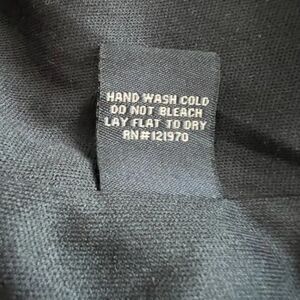 HAND WASH COLD
DO NOT BLEACH
LAY FLAT TO DRY
RN#121970